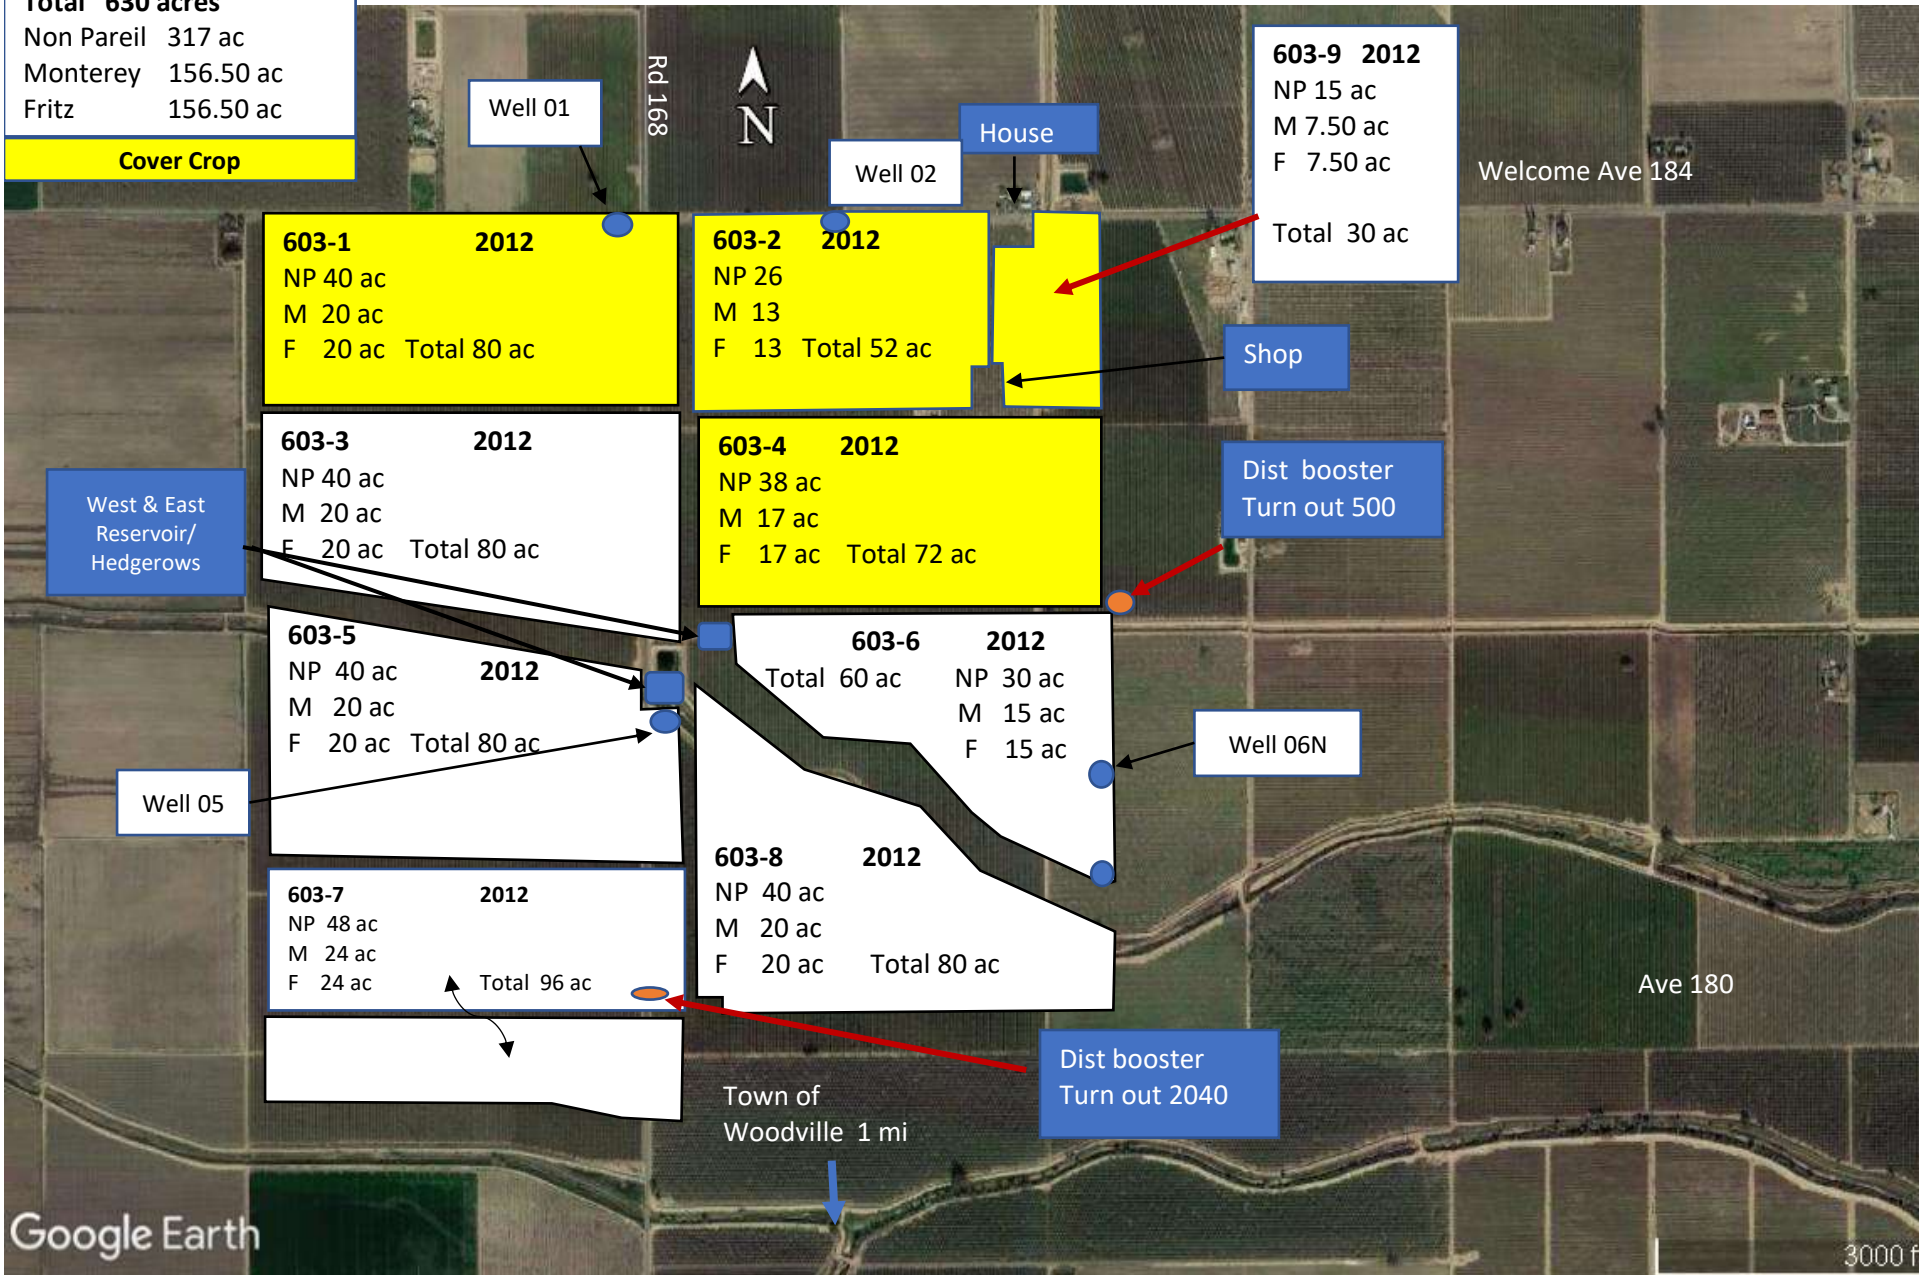 Total 630 acres
Non Pareil 317 ac
Monterey 156.50 ac
Fritz 156.50 ac
Cover Crop
Well 01
Rd 168
N
Well 02
House
603-9 2012
NP 15 ac
M 7.50 ac
F 7.50 ac
Total 30 ac
Welcome Ave 184
603-1 2012
NP 40 ac
M 20 ac
F 20 ac Total 80 ac
603-2 2012
NP 26
M 13
F 13 Total 52 ac
Shop
603-3 2012
NP 40 ac
M 20 ac
F 20 ac Total 80 ac
603-4 2012
NP 38 ac
M 17 ac
F 17 ac Total 72 ac
Dist booster
Turn out 500
West & East
Reservoir/
Hedgerows
603-5
NP 40 ac 2012
M 20 ac
F 20 ac Total 80 ac
603-6 2012
Total 60 ac NP 30 ac
M 15 ac
F 15 ac
Well 06N
Well 05
603-8 2012
NP 40 ac
M 20 ac
F 20 ac Total 80 ac
603-7 2012
NP 48 ac
M 24 ac
F 24 ac Total 96 ac
Ave 180
Dist booster
Turn out 2040
Town of
Woodville 1 mi
Google Earth
3000 f